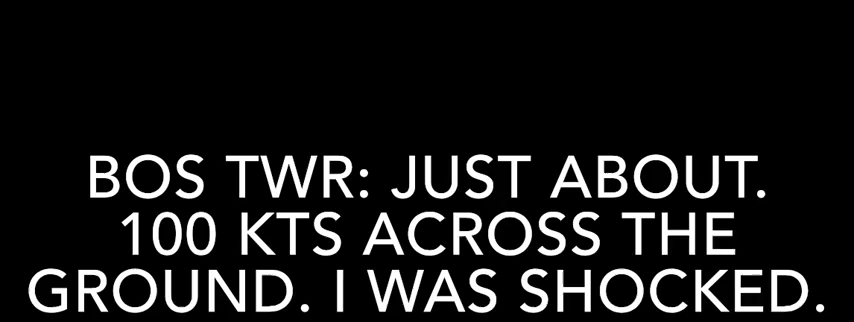 BOS TWR: JUST ABOUT.
100 KTS ACROSS THE
GROUND. I WAS SHOCKED.